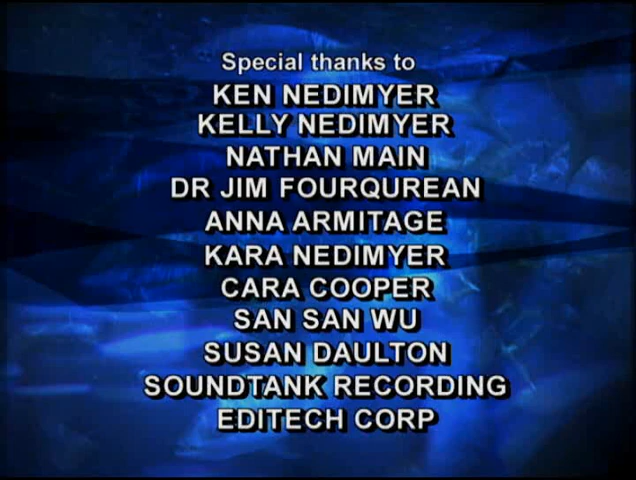 Special thanks to
KEN NEDIMYER
KELLY NEDIMYER
NATHAN MAIN
DR JIM FOURQUREAN
ANNA ARMITAGE
KARA NEDIMYER
CARA COOPER
SAN SAN WU
SUSAN DAULTON
SOUNDTANK RECORDING
EDITECH CORP